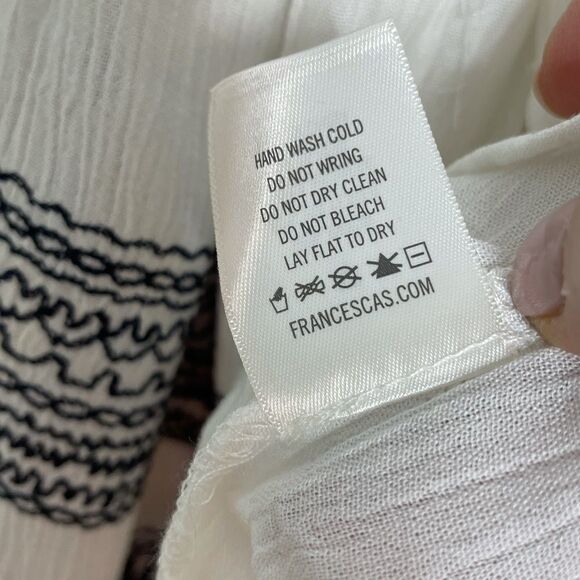 HAND WASH COLD
DO NOT WRING
DO NOT DRY CLEAN
DO NOT BLEACH
LAY FLAT TO DRY
FRANCESCAS.COM